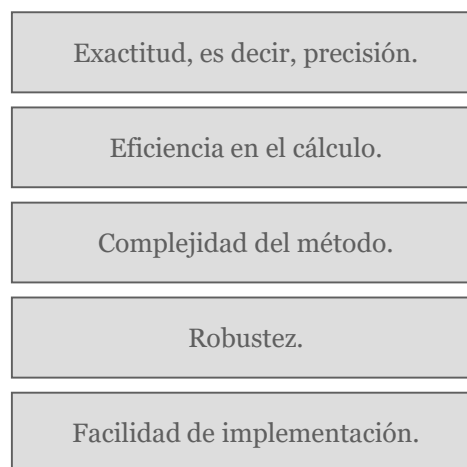 Exactitud, es decir, precisión.
Eficiencia en el cálculo.
Complejidad del método.
Robustez.
Facilidad de implementación.